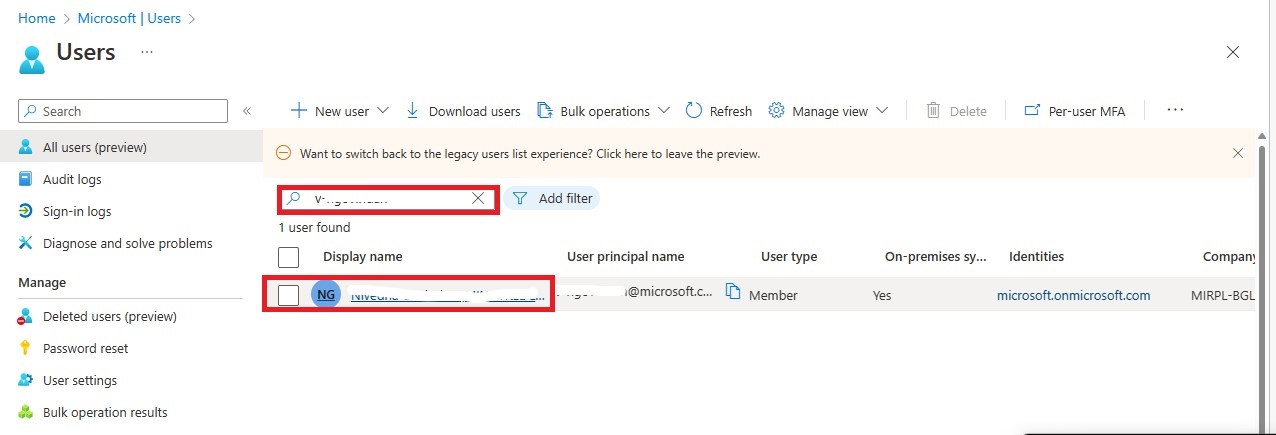 Home > Microsoft | Users >
Users ...
Search «
New user Download users Bulk operations Refresh Manage view Delete Per-user MFA ...
All users (preview)
Want to switch back to the legacy users list experience? Click here to leave the preview.
Audit logs
Sign-in logs
Add filter
1 user found
Diagnose and solve problems
Display name User principal name User type On-premises sy... Identities Company
Manage
NG @microsoft.c... Member Yes microsoft.onmicrosoft.com MIRPL-BGL
Deleted users (preview)
Password reset
User settings
Bulk operation results